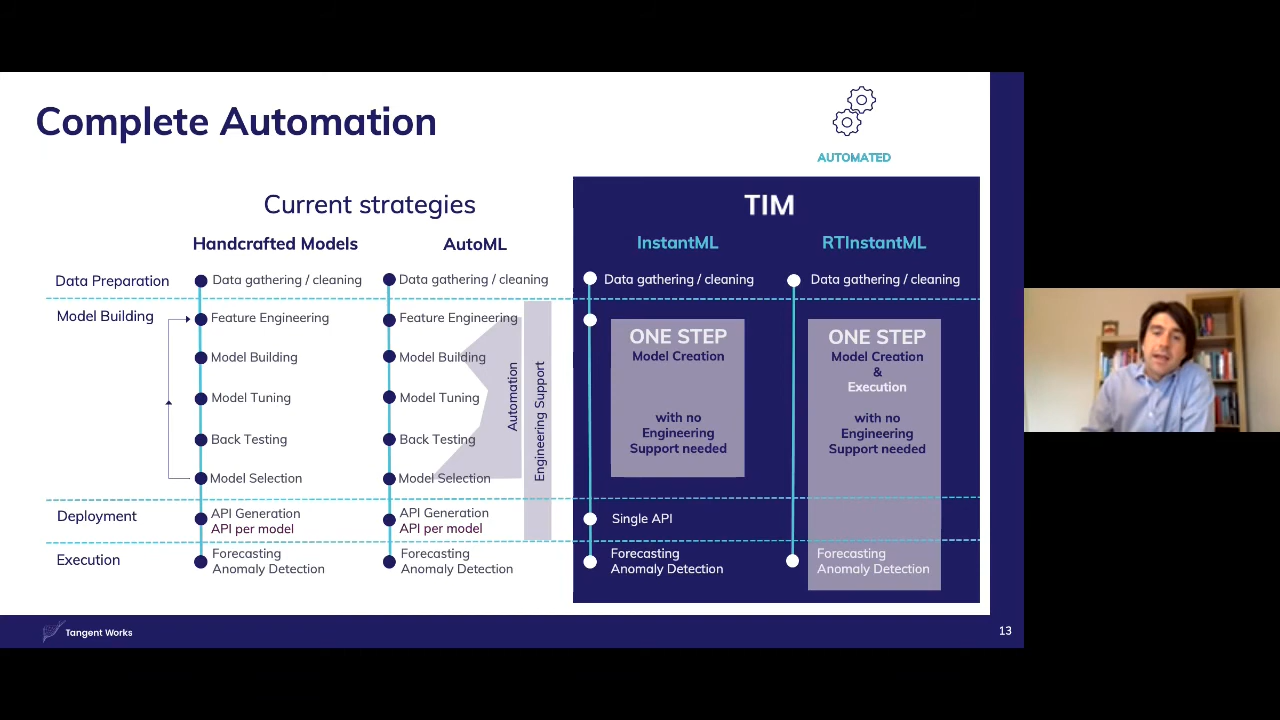 Complete Automation
AUTOMATED
Current strategies
TIM
Handcrafted Models
AutoML
InstantML
RTInstantML
Data Preparation
Data gathering / cleaning
Data gathering / cleaning
Data gathering / cleaning
Data gathering / cleaning
Model Building
Feature Engineering
Model Building
Model Tuning
Back Testing
Model Selection
Feature Engineering
Model Building
Model Tuning
Back Testing
Model Selection
Automation
Engineering Support
ONE STEP
Model Creation
with no
Engineering
Support needed
ONE STEP
Model Creation
&
Execution
with no
Engineering
Support needed
Deployment
API Generation
API per model
API Generation
API per model
Single API
Execution
Forecasting
Anomaly Detection
Forecasting
Anomaly Detection
Forecasting
Anomaly Detection
Forecasting
Anomaly Detection
Tangent Works
13